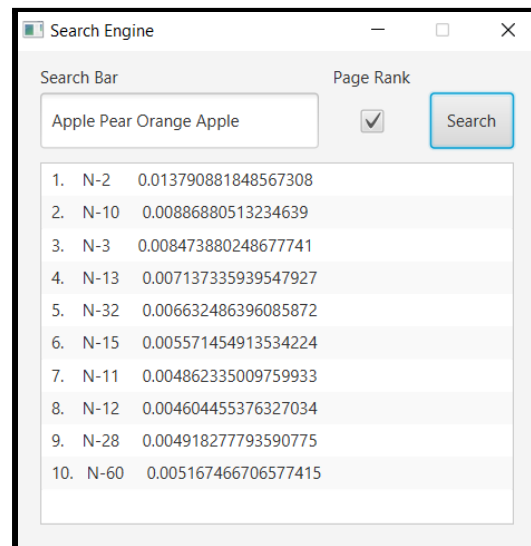 Search Engine
Search Bar Page Rank
Apple Pear Orange Apple Search
1. N-2 0.013790881848567308
2. N-10 0.00886880513234639
3. N-3 0.008473880248677741
4. N-13 0.007137335939547927
5. N-32 0.006632486396085872
6. N-15 0.005571454913534224
7. N-11 0.004862335009759933
8. N-12 0.004604455376327034
9. N-28 0.004918277793590775
10. N-60 0.005167466706577415